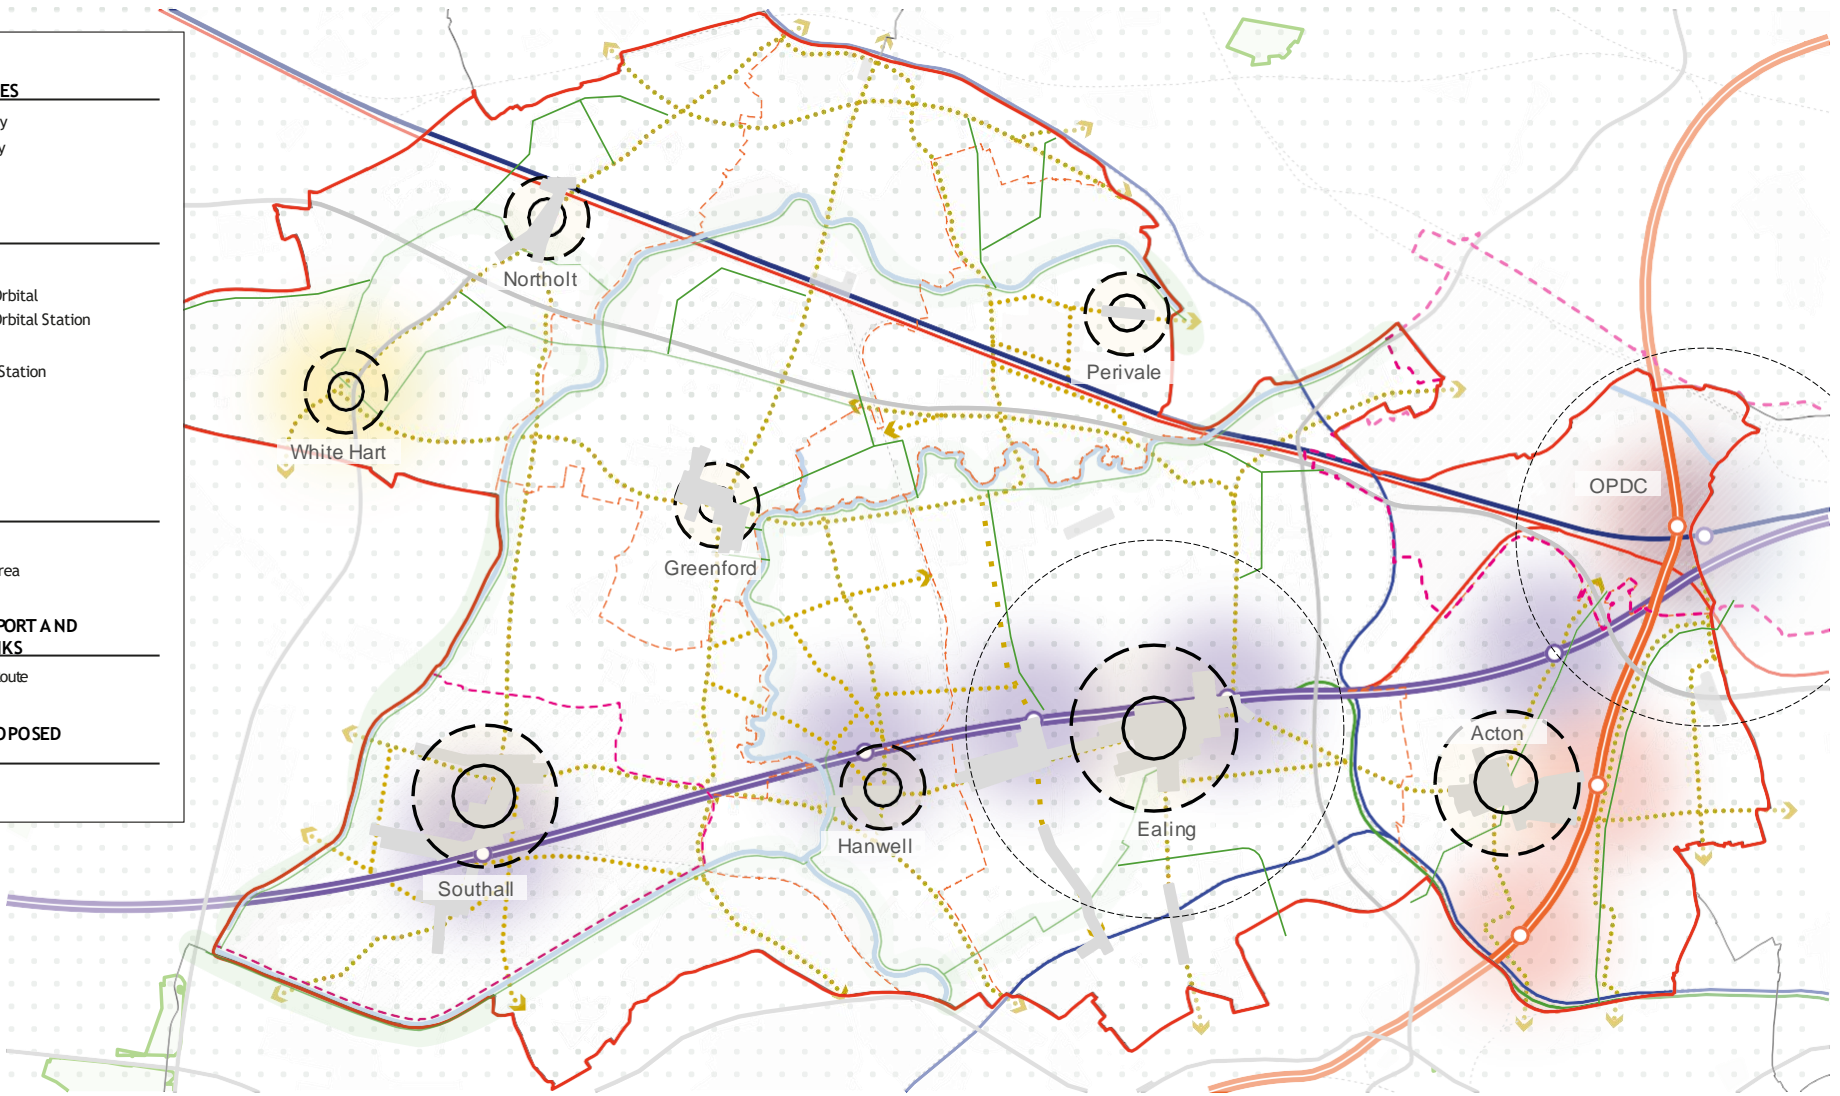 ES
y
y
Orbital
Orbital Station
Station
rea
PORT AND
KS
oute
OPOSED
Northolt
White Hart
Perivale
Greenford
OPDC
Acton
Ealing
Hanwell
Southall